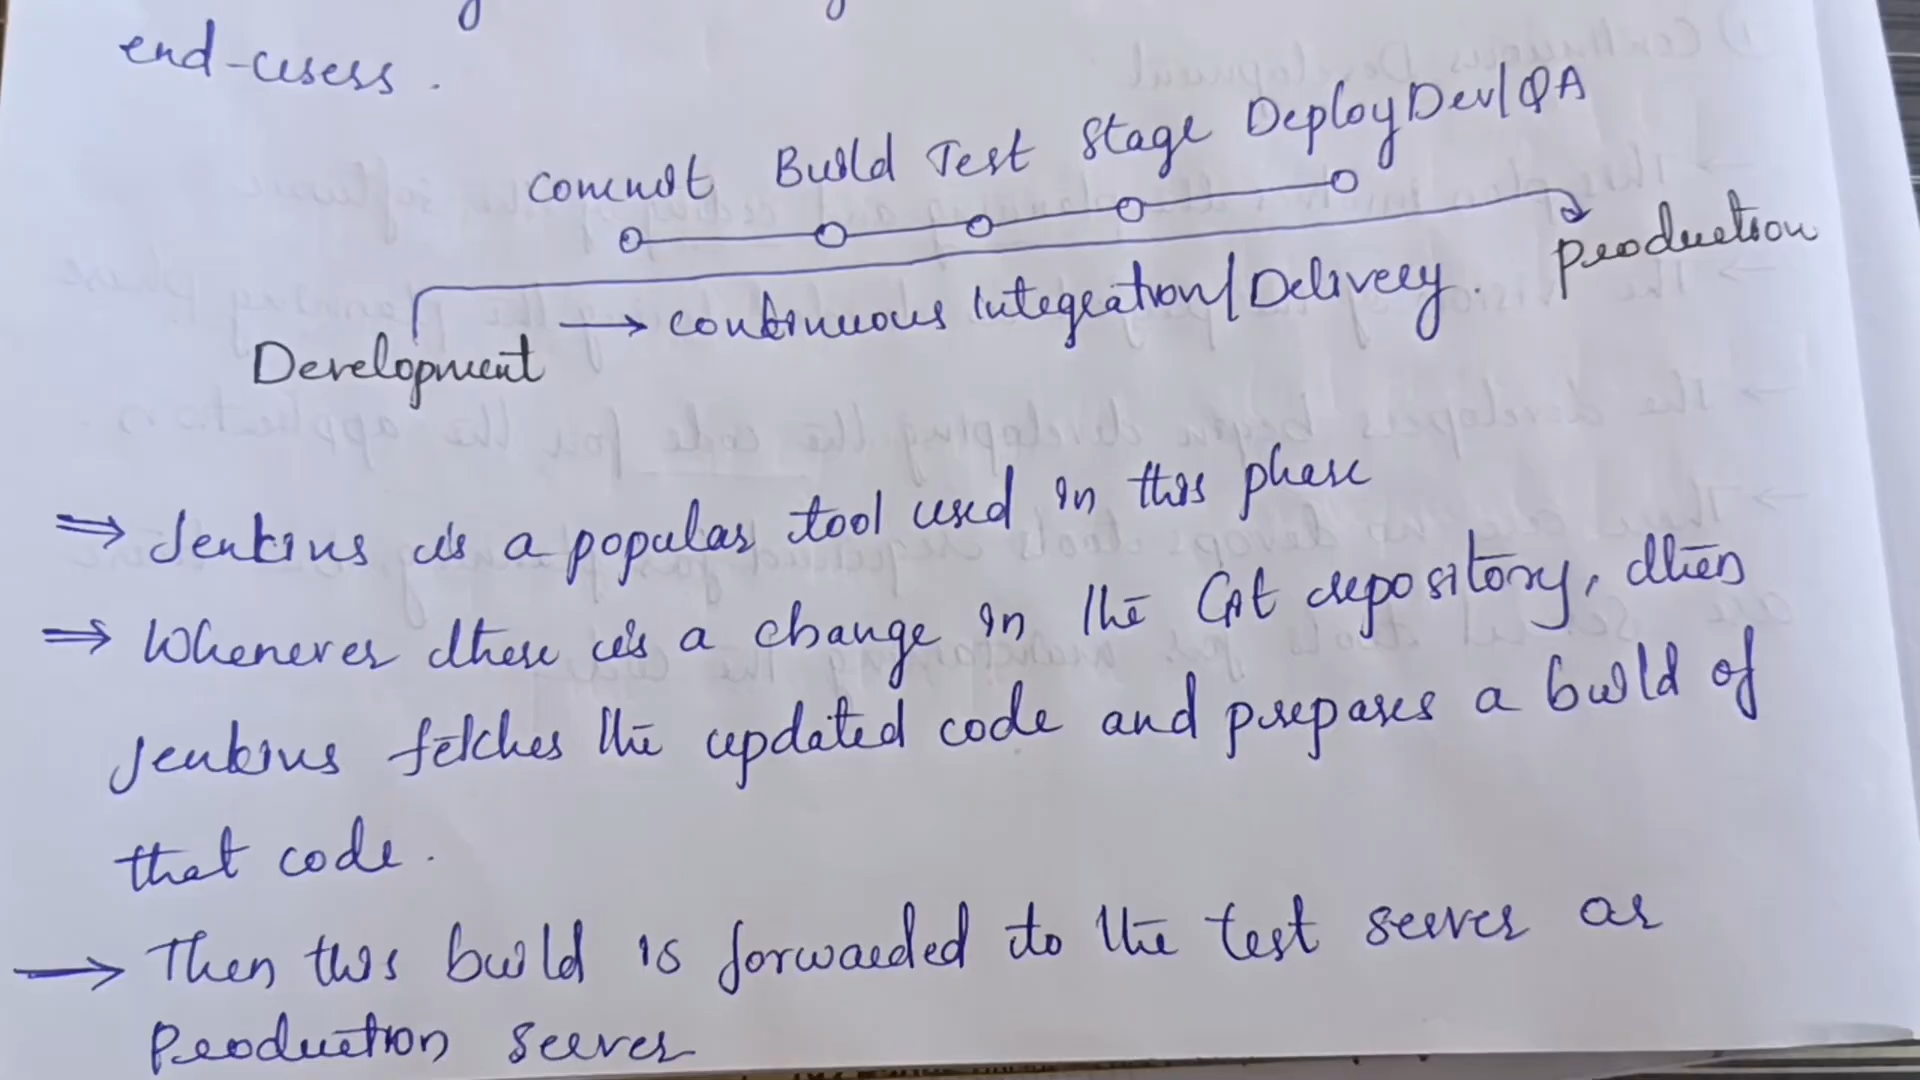 end-users.
Commit Build Test Stage Deploy Dev/QA
Production
→ continuous Integration/Delivery.
Development
⇒ Jenkins is a popular tool used in this phase
⇒ Whenever there is a change in the Git repository, then
Jenkins fetches the updated code and prepares a build of
that code.
→ Then this build is forwarded to the test server or
Production server